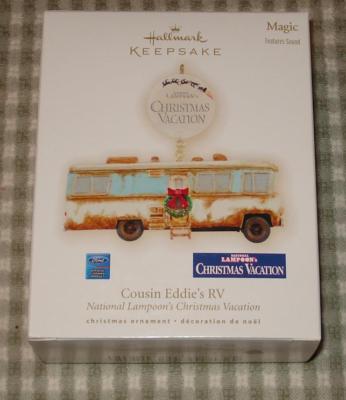 Hallmark
KEEPSAKE
Magic
Features Sound
NATIONAL
LAMPOON'S
CHRISTMAS
VACATION
Ford
NATIONAL
LAMPOON'S
CHRISTMAS VACATION
Cousin Eddie's RV
National Lampoon's Christmas Vacation
christmas ornament • décoration de noël